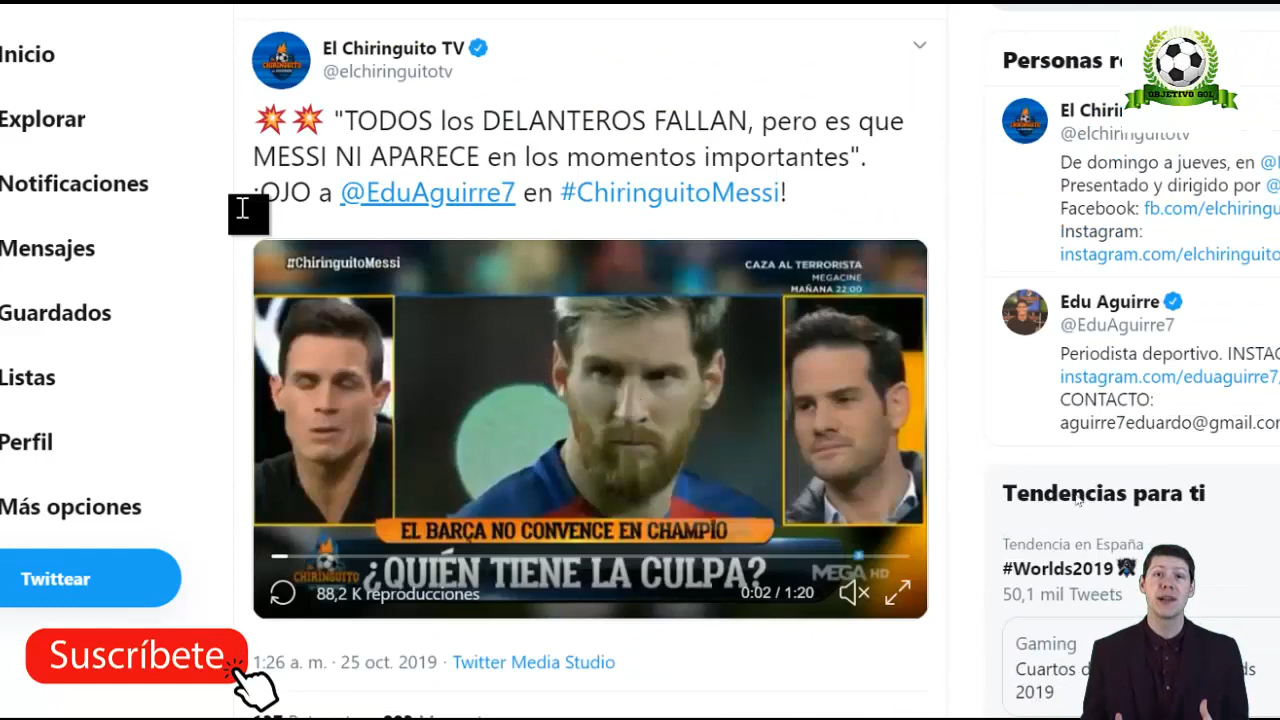 Inicio
Explorar
Notificaciones
Mensajes
Guardados
Listas
Perfil
Más opciones
Twittear
Suscríbete
El Chiringuito TV
@elchiringuitotv
"TODOS los DELANTEROS FALLAN, pero es que
MESSI NI APARECE en los momentos importantes".
¡OJO a @EduAguirre7 en #ChiringuitoMessi!
#ChiringuitoMessi
CAZA AL TERRORISTA
MEGACINE
MAÑANA 22:00
EL BARÇA NO CONVENCE EN CHAMPIO
CHIRINGUITO
¿QUIÉN TIENE LA CULPA?
MEGA HD
88,2 K reproducciones
0:02 / 1:20
1:26 a. m. · 25 oct. 2019 · Twitter Media Studio
Personas r
OBJETIVO GOL
El Chiri
@elchiringuitotv
De domingo a jueves, en @
Presentado y dirigido por @
Facebook: fb.com/elchiringu
Instagram:
instagram.com/elchiringuito
Edu Aguirre
@EduAguirre7
Periodista deportivo. INSTA
instagram.com/eduaguirre7
CONTACTO:
aguirre7eduardo@gmail.co
Tendencias para ti
Tendencia en España
#Worlds2019
50,1 mil Tweets
Gaming
Cuartos d
2019